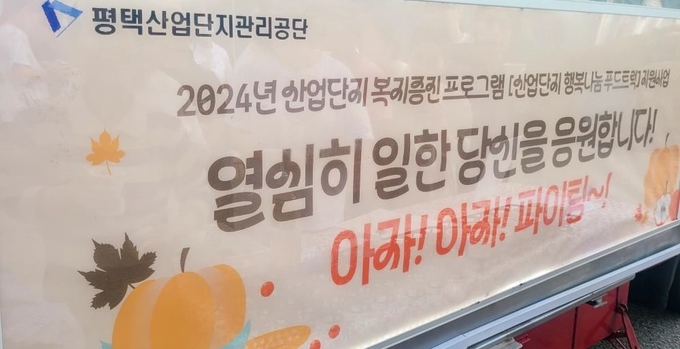 평택산업단지관리공단
2024년 산업단지 복지증진 프로그램 [산업단지 행복나눔 푸드트럭] 지원사업
열심히 일한 당신을 응원합니다!
아자! 아자! 파이팅~!